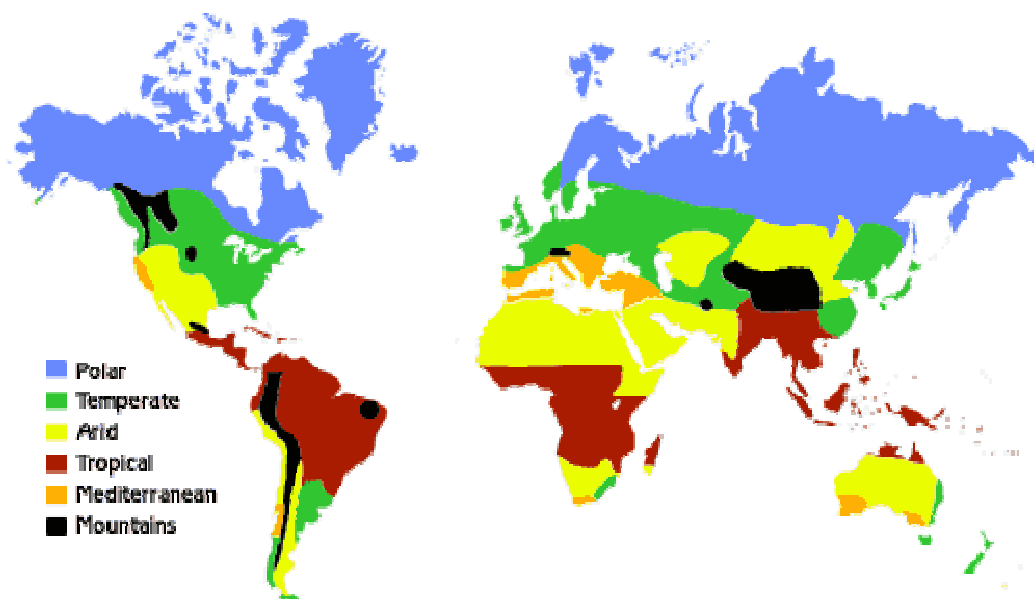 Polar
Temperate
Arid
Tropical
Mediterranean
Mountains